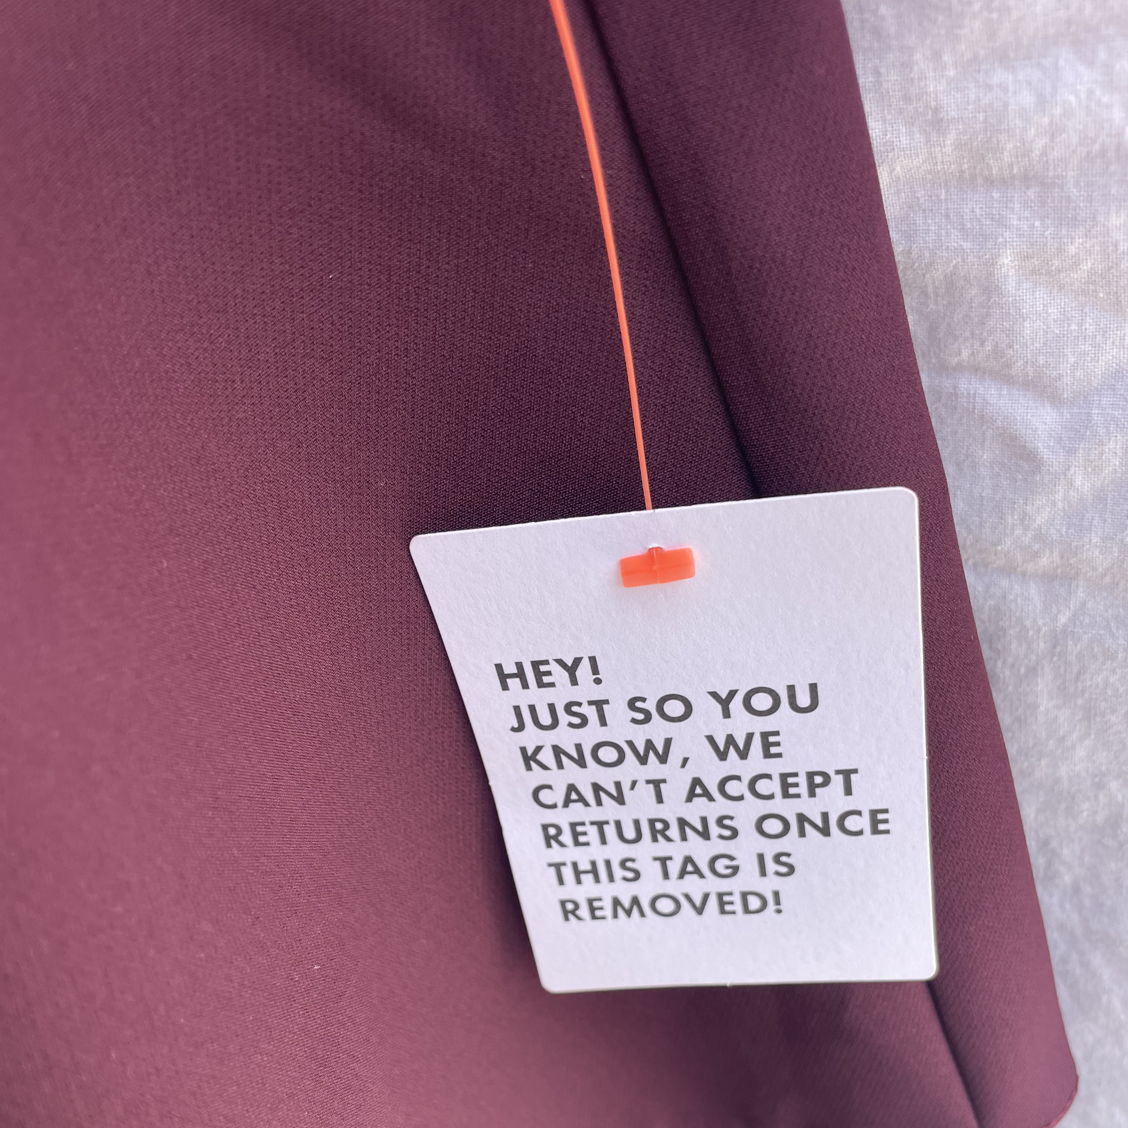 HEY!
JUST SO YOU
KNOW, WE
CAN'T ACCEPT
RETURNS ONCE
THIS TAG IS
REMOVED!